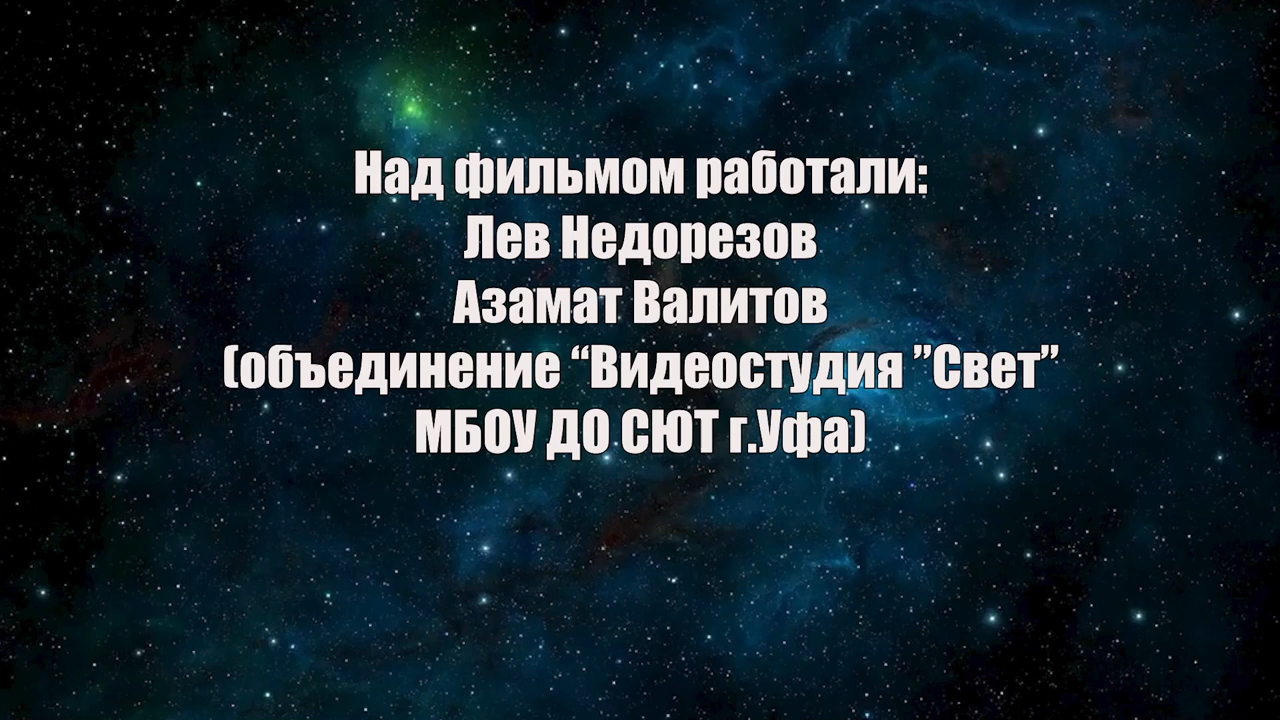 Над фильмом работали:
Лев Недорезов
Азамат Валитов
(объединение “Видеостудия ”Свет”
МБОУ ДО СЮТ г.Уфа)